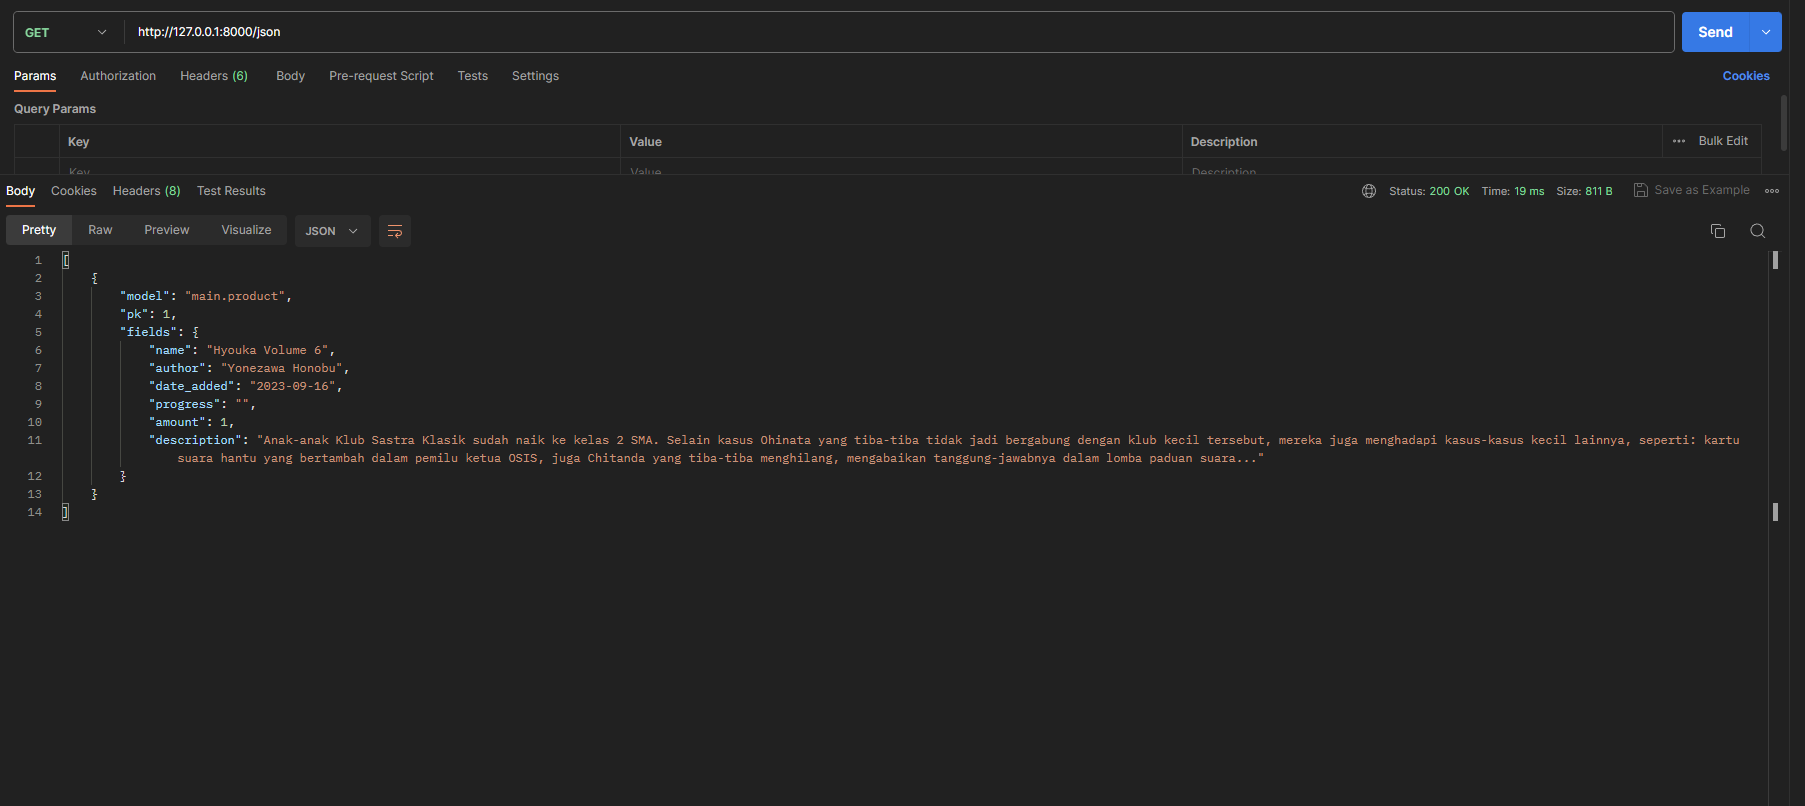 GET http://127.0.0.1:8000/json Send
Params Authorization Headers (6) Body Pre-request Script Tests Settings Cookies
Query Params
Key Value Description ... Bulk Edit
Key Value Description
Body Cookies Headers (8) Test Results Status: 200 OK Time: 19 ms Size: 811 B Save as Example
Pretty Raw Preview Visualize JSON
1 [
2 {
3 "model": "main.product",
4 "pk": 1,
5 "fields": {
6 "name": "Hyouka Volume 6",
7 "author": "Yonezawa Honobu",
8 "date_added": "2023-09-16",
9 "progress": "",
10 "amount": 1,
11 "description": "Anak-anak Klub Sastra Klasik sudah naik ke kelas 2 SMA. Selain kasus Ohinata yang tiba-tiba tidak jadi bergabung dengan klub kecil tersebut, mereka juga menghadapi kasus-kasus kecil lainnya, seperti: kartu
suara hantu yang bertambah dalam pemilu ketua OSIS, juga Chitanda yang tiba-tiba menghilang, mengabaikan tanggung-jawabnya dalam lomba paduan suara..."
12 }
13 }
14 ]